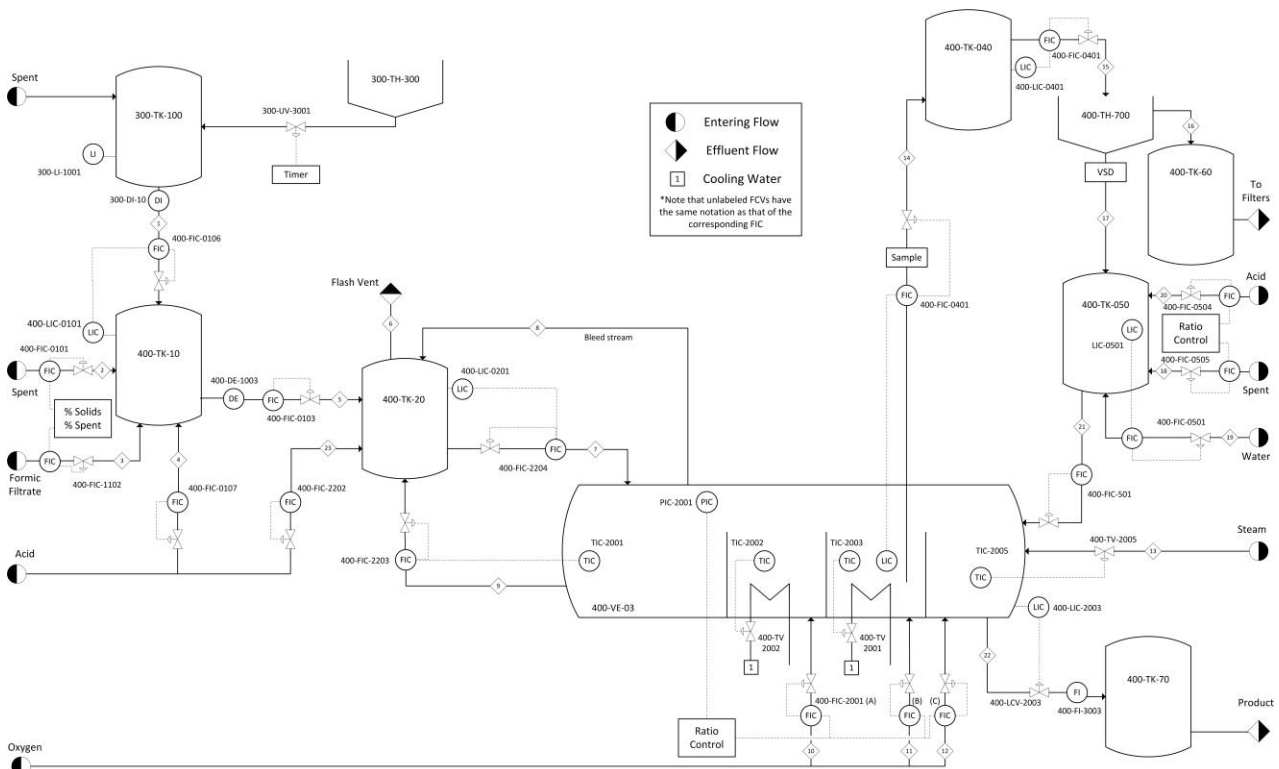 400-TK-040
FIC
400-FIC-0401
LIC
400-LIC-0401
15
Spent
300-TK-100
300-TH-300
300-UV-3001
Timer
LI
300-LI-1001
300-DI-10
DI
1
400-FIC-0106
FIC
Entering Flow
Effluent Flow
1
Cooling Water
*Note that unlabeled FCVs have
the same notation as that of the
corresponding FIC
400-TH-700
VSD
16
400-TK-60
To
Filters
14
17
Sample
FIC
400-FIC-0401
Flash Vent
6
8
Bleed stream
400-LIC-0101
LIC
400-TK-10
400-FIC-0101
FIC
2
Spent
% Solids
% Spent
FIC
3
Formic
Filtrate
400-FIC-1102
4
400-FIC-0107
FIC
400-DE-1003
DE
FIC
400-FIC-0103
5
23
400-FIC-2202
FIC
400-TK-20
400-LIC-0201
LIC
FIC
400-FIC-2204
7
400-TK-050
LIC
LIC-0501
Acid
20
FIC
400-FIC-0504
Ratio
Control
400-FIC-0505
18
FIC
Spent
400-FIC-0501
FIC
19
Water
21
FIC
400-FIC-501
Acid
400-FIC-2203
FIC
9
PIC-2001
PIC
TIC-2001
TIC
TIC-2002
TIC
TIC-2003
TIC
LIC
TIC-2005
TIC
400-TV-2005
13
Steam
400-VE-03
400-TV
2002
1
400-TV
2001
1
LIC
400-LIC-2003
22
400-LCV-2003
FI
400-FI-3003
400-TK-70
Product
400-FIC-2001 (A)
(B)
(C)
FIC
FIC
FIC
Ratio
Control
10
11
12
Oxygen